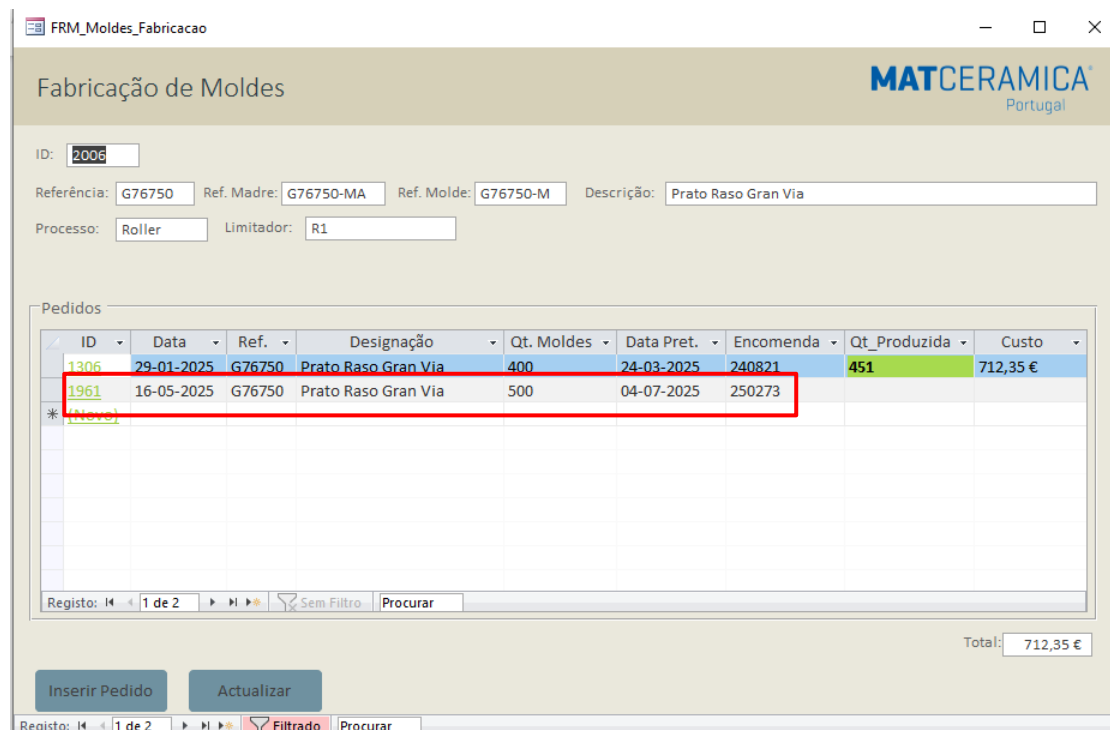 FRM_Moldes_Fabricacao
Fabricação de Moldes
MATCERAMICA®
Portugal
ID: 2006
Referência: G76750 Ref. Madre: G76750-MA Ref. Molde: G76750-M Descrição: Prato Raso Gran Via
Processo: Roller Limitador: R1
Pedidos
ID Data Ref. Designação Qt. Moldes Data Pret. Encomenda Qt_Produzida Custo
1306 29-01-2025 G76750 Prato Raso Gran Via 400 24-03-2025 240821 451 712,35 €
1961 16-05-2025 G76750 Prato Raso Gran Via 500 04-07-2025 250273
(Novo)
Registo: 1 de 2 Sem Filtro Procurar
Total: 712,35 €
Inserir Pedido Actualizar
Registo: 1 de 2 Filtrado Procurar